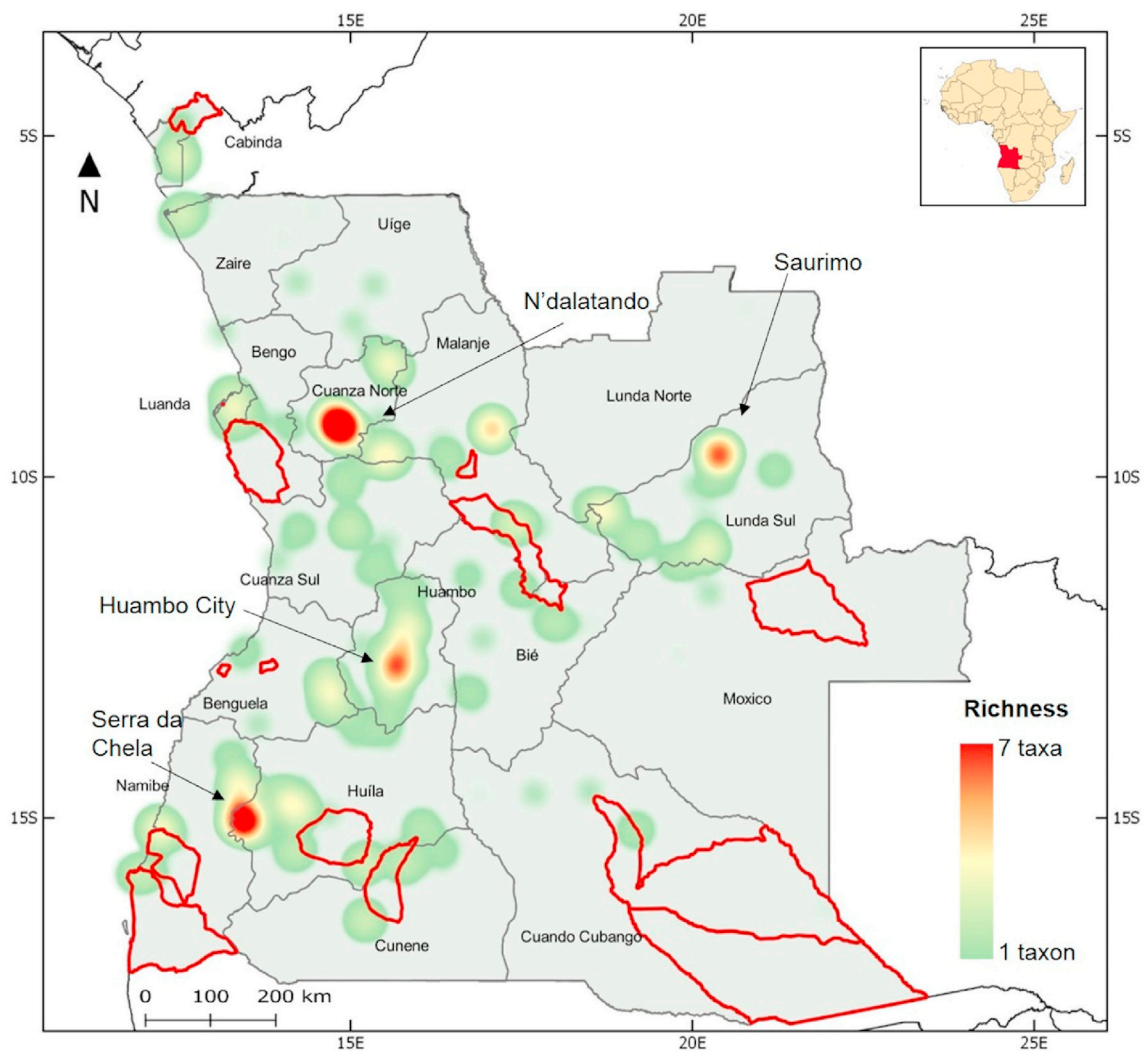 15E
20E
25E
5S
5S
Cabinda
N
Uíge
Zaire
Saurimo
N'dalatando
Bengo
Malanje
Luanda
Cuanza Norte
Lunda Norte
10S
10S
Lunda Sul
Cuanza Sul
Huambo
Huambo City
Bié
Benguela
Moxico
Serra da
Chela
Richness
7 taxa
Namibe
Huíla
15S
15S
Cunene
Cuando Cubango
1 taxon
0 100 200 km
15E
20E
25E